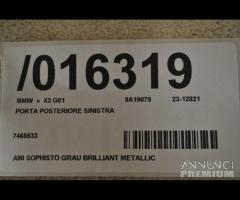 /016319
BMW » X3 G01 9A19070 23-12821
PORTA POSTERIORE SINISTRA
7465533
A90 SOPHISTO GRAU BRILLIANT METALLIC
ANNUNCI
PREMIUM